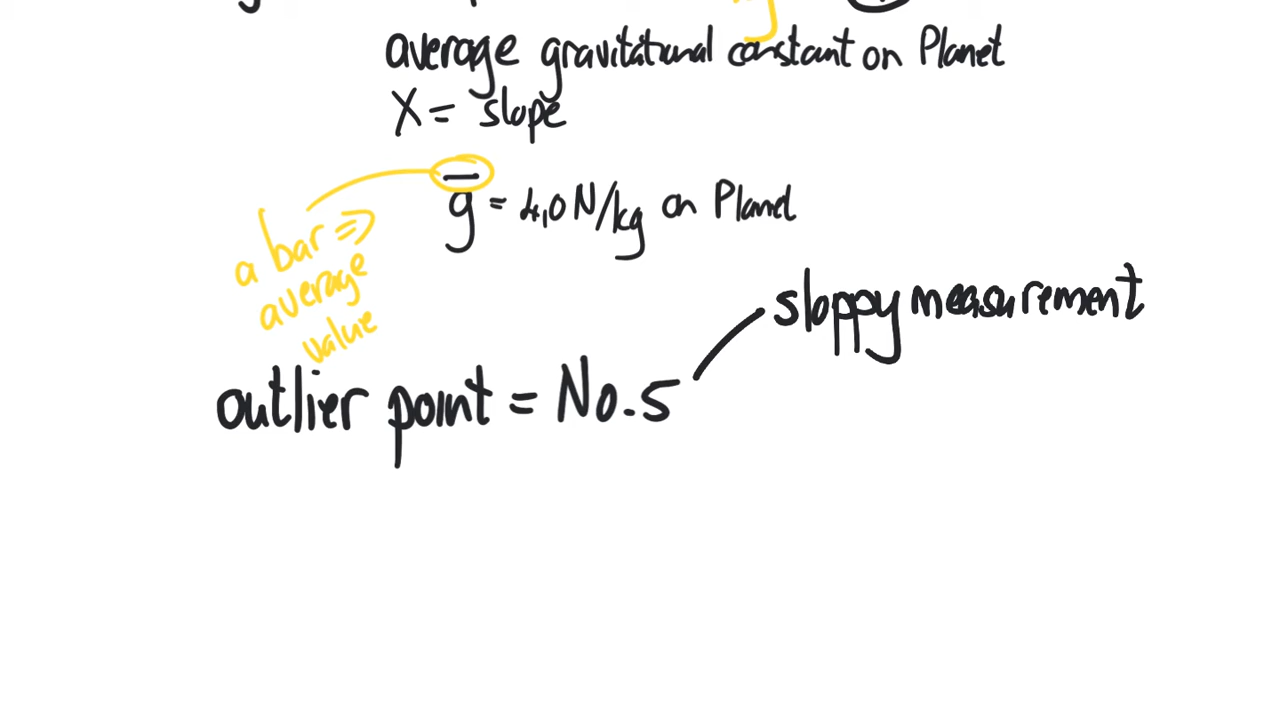 average gravitational constant on Planet
X = slope
g̅ = 4,0 N/kg on Planet
a bar ⇒
average
value
sloppy measurement
outlier point = No. 5